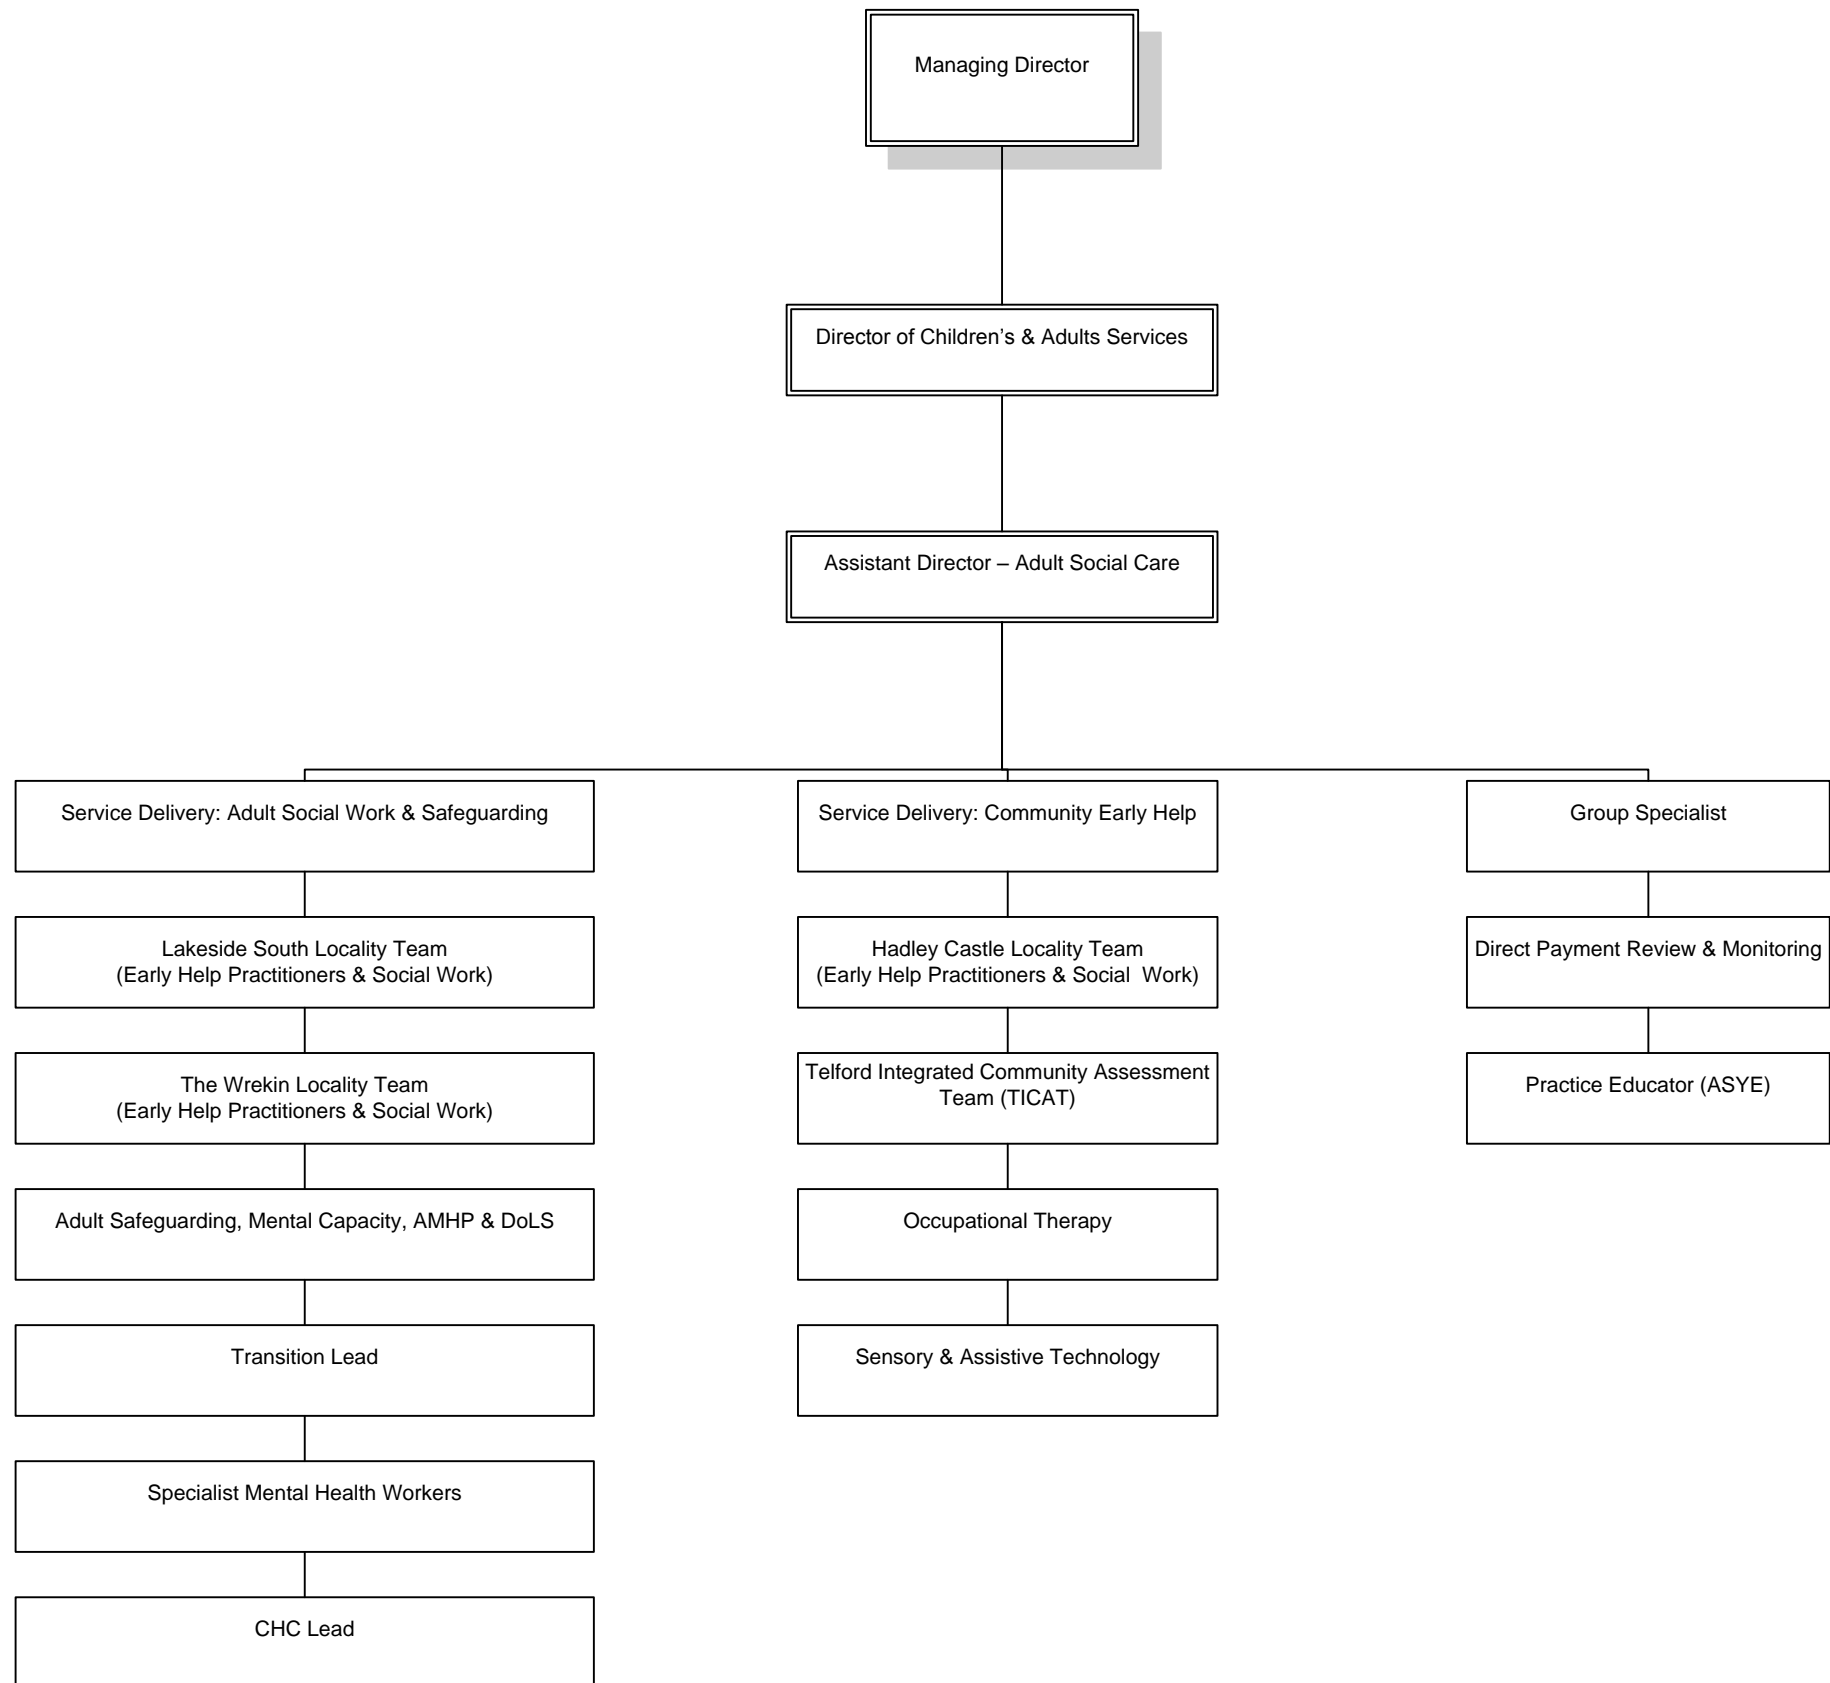 Managing Director
Director of Children’s & Adults Services
Assistant Director – Adult Social Care
Service Delivery: Adult Social Work & Safeguarding
Lakeside South Locality Team
(Early Help Practitioners & Social Work)
The Wrekin Locality Team
(Early Help Practitioners & Social Work)
Adult Safeguarding, Mental Capacity, AMHP & DoLS
Transition Lead
Specialist Mental Health Workers
CHC Lead
Service Delivery: Community Early Help
Hadley Castle Locality Team
(Early Help Practitioners & Social  Work)
Telford Integrated Community Assessment
Team (TICAT)
Occupational Therapy
Sensory & Assistive Technology
Group Specialist
Direct Payment Review & Monitoring
Practice Educator (ASYE)